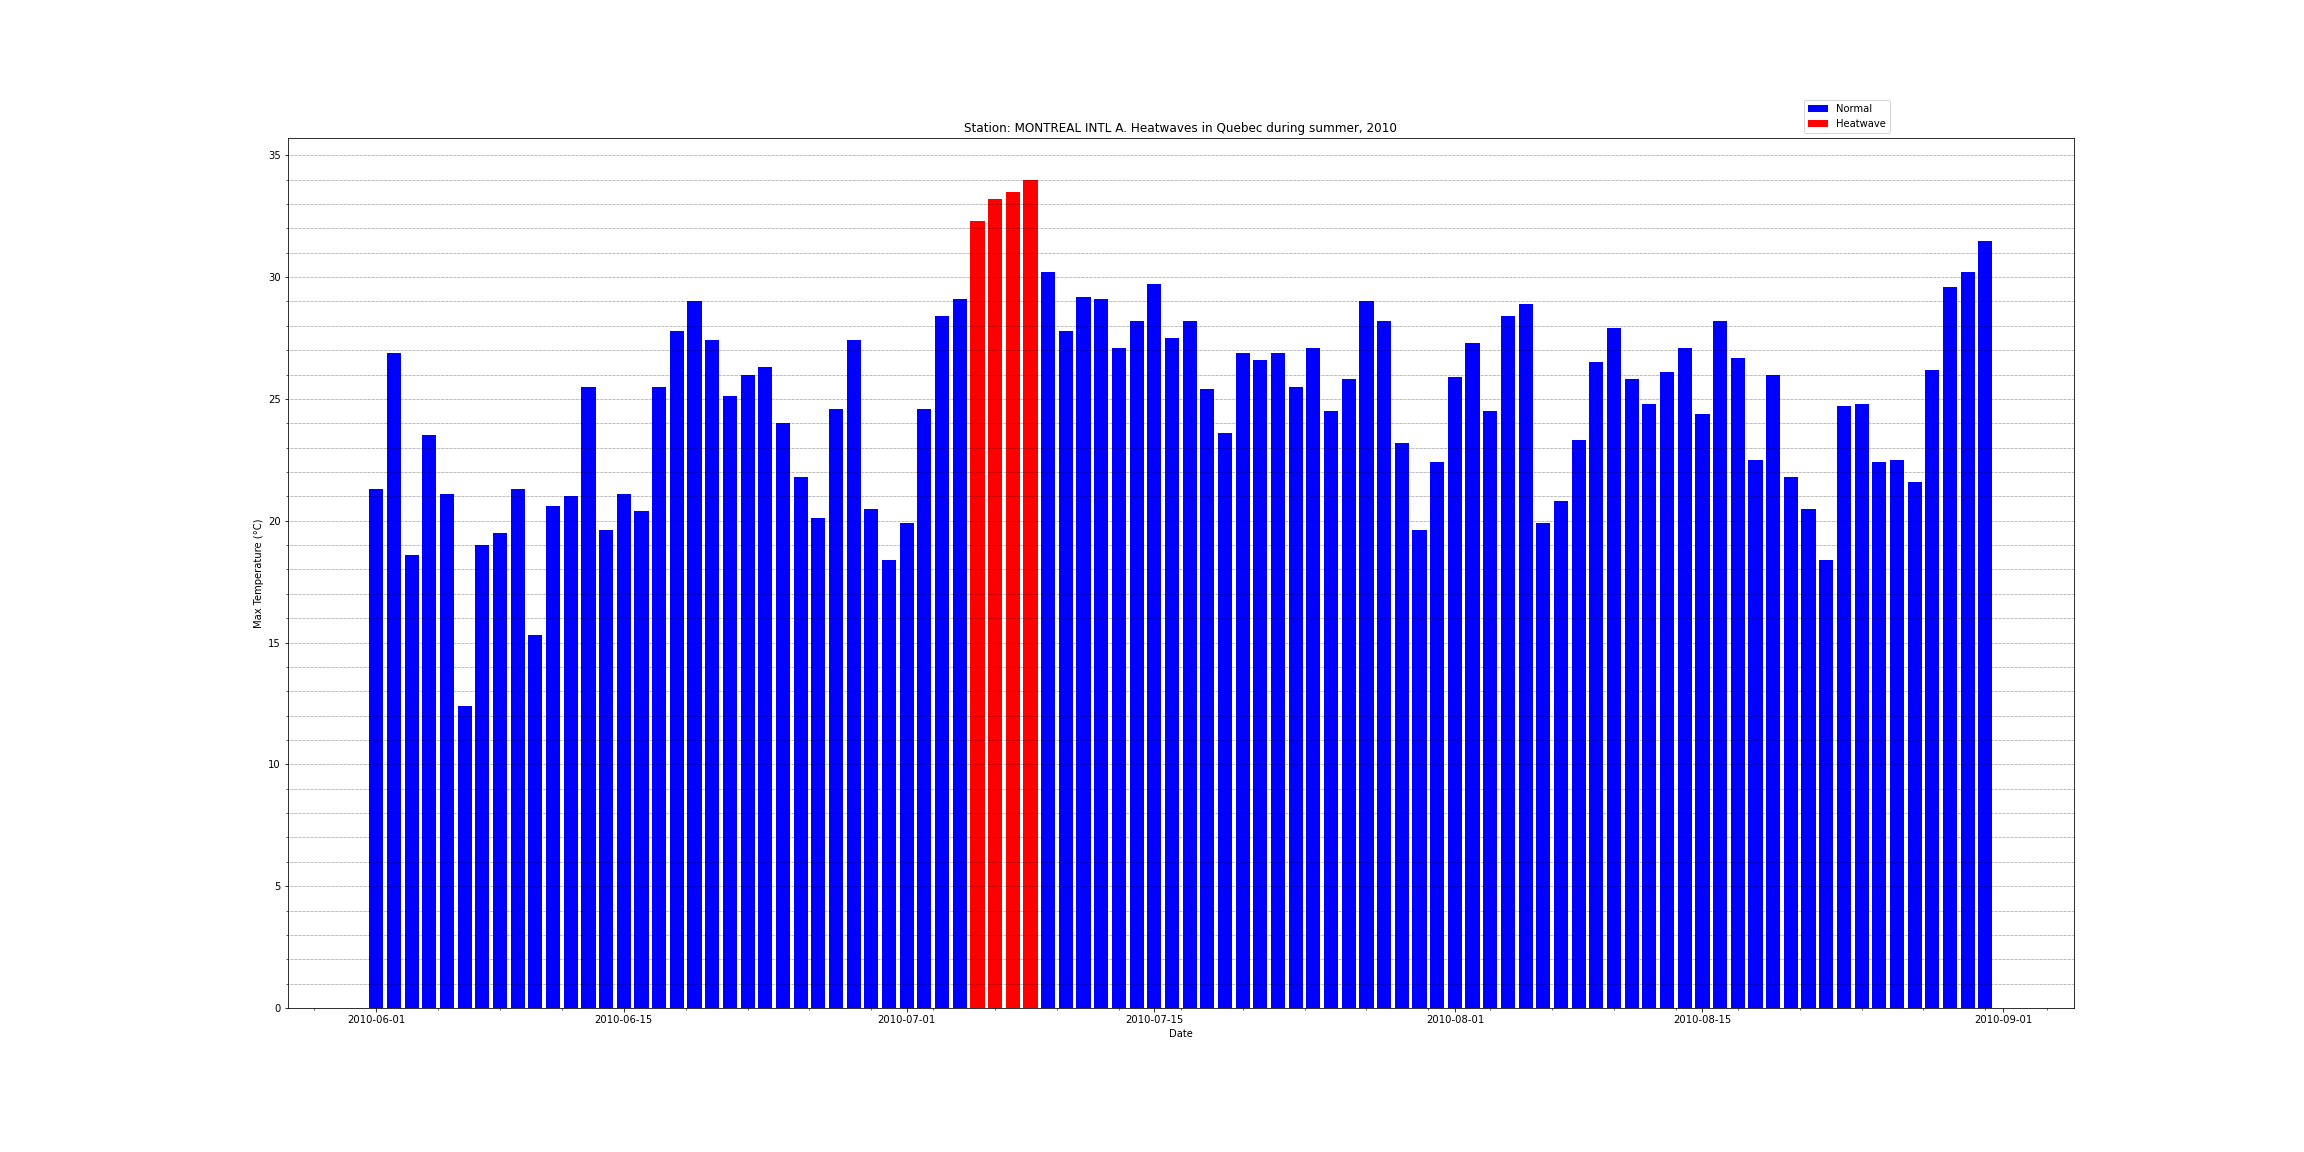 Normal
Heatwave
Station: MONTREAL INTL A. Heatwaves in Quebec during summer, 2010
35
30
25
20
15
10
5
0
Max Temperature (°C)
2010-06-01 2010-06-15 2010-07-01 2010-07-15 2010-08-01 2010-08-15 2010-09-01
Date